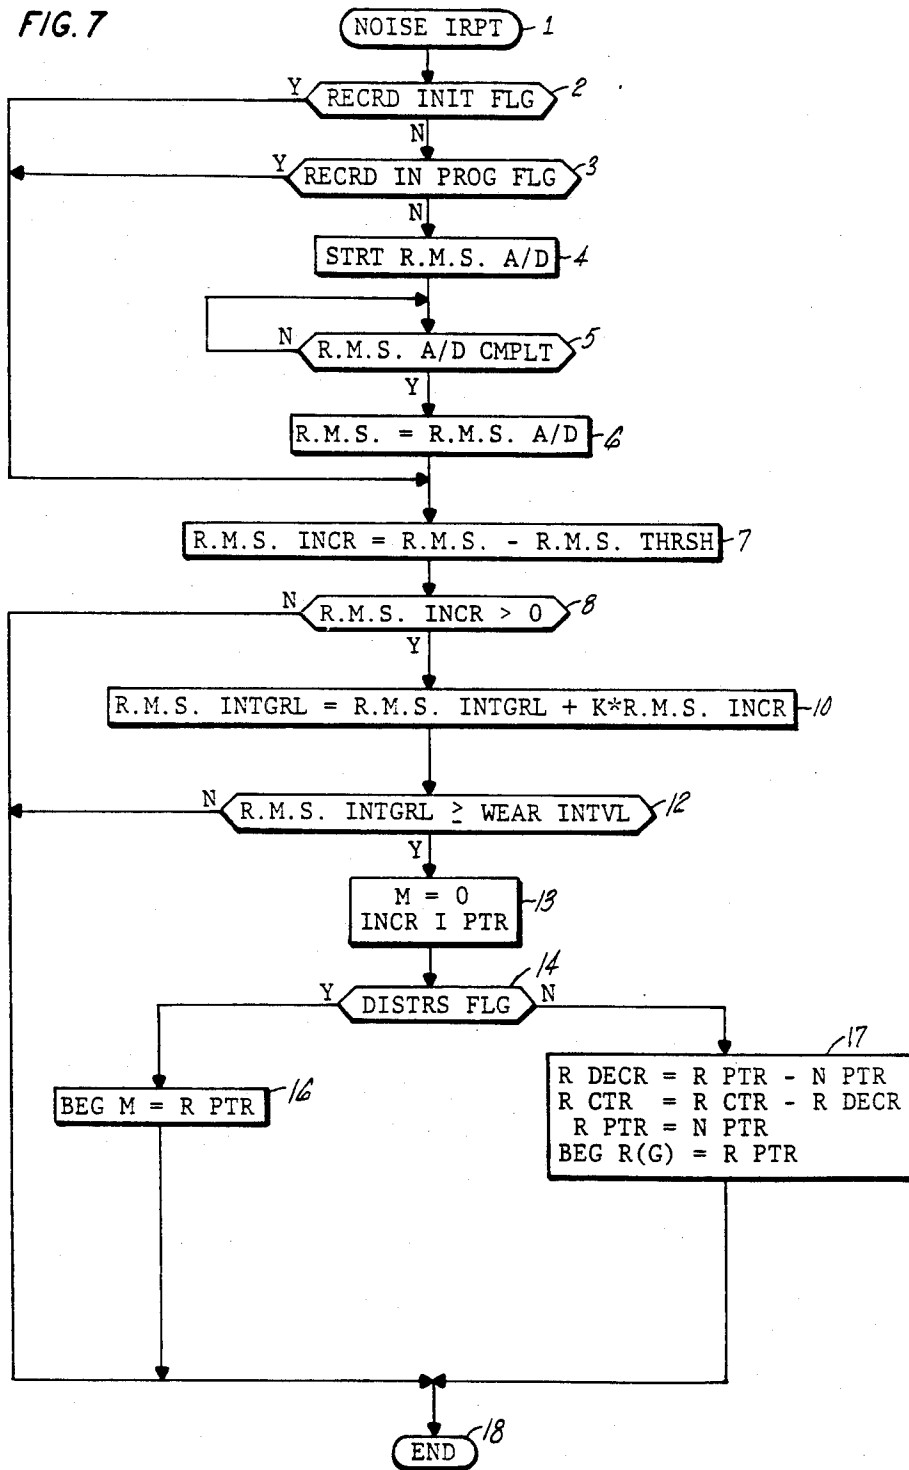 FIG. 7
NOISE IRPT 1
Y RECRD INIT FLG 2
N
Y RECRD IN PROG FLG 3
N
STRT R.M.S. A/D 4
N R.M.S. A/D CMPLT 5
Y
R.M.S. = R.M.S. A/D 6
R.M.S. INCR = R.M.S. - R.M.S. THRSH 7
N R.M.S. INCR > 0 8
Y
R.M.S. INTGRL = R.M.S. INTGRL + K*R.M.S. INCR 10
N R.M.S. INTGRL ≥ WEAR INTVL 12
Y
M = 0
INCR I PTR 13
Y DISTRS FLG N 14
BEG M = R PTR 16
17
R DECR = R PTR - N PTR
R CTR = R CTR - R DECR
R PTR = N PTR
BEG R(G) = R PTR
END 18